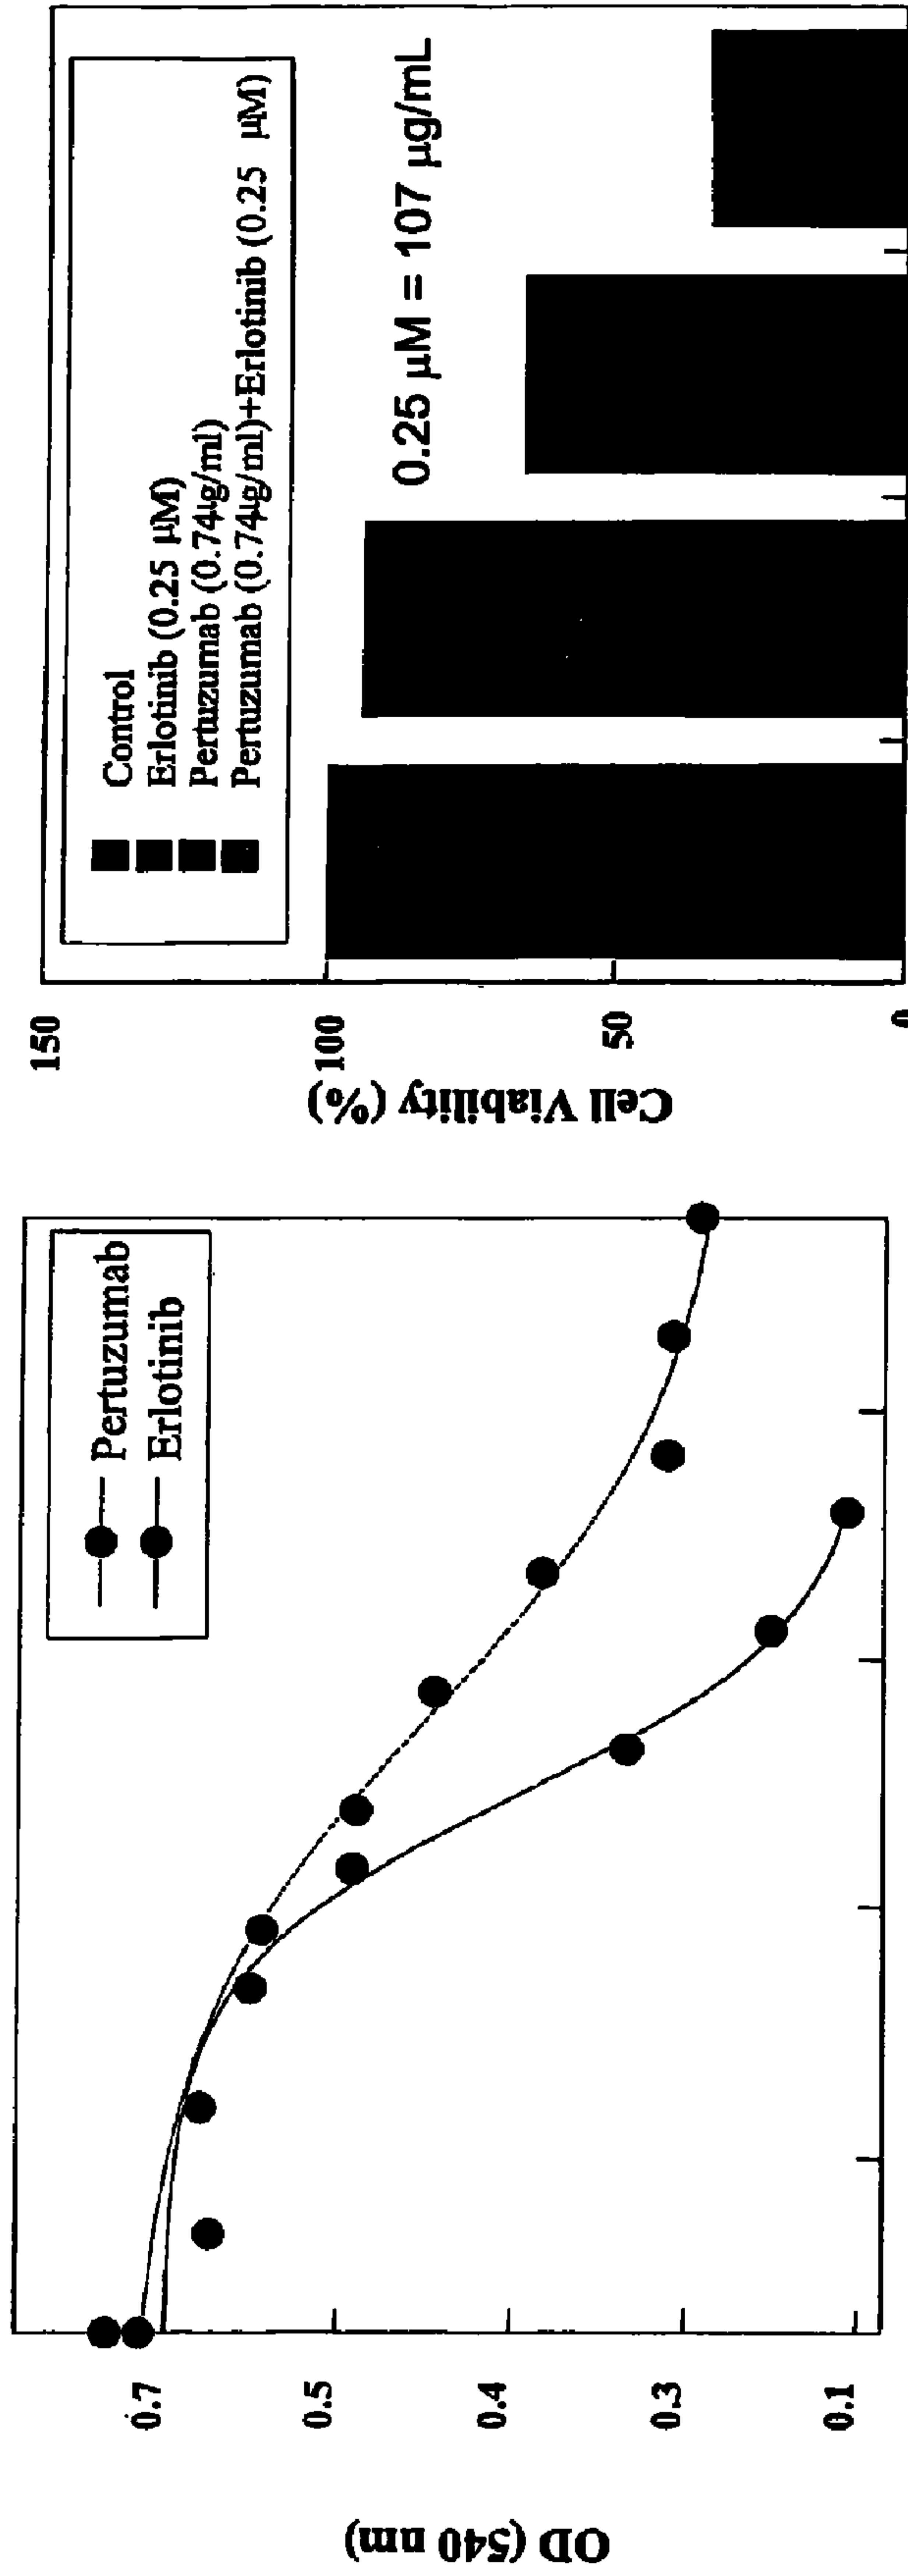 Pertuzumab
Erlotinib
OD (540 nm)
0.7
0.5
0.4
0.3
0.1
Control
Erlotinib (0.25 µM)
Pertuzumab (0.74µg/ml)
Pertuzumab (0.74µg/ml)+Erlotinib (0.25 µM)
0.25 µM = 107 µg/mL
Cell Viability (%)
150
100
50
0